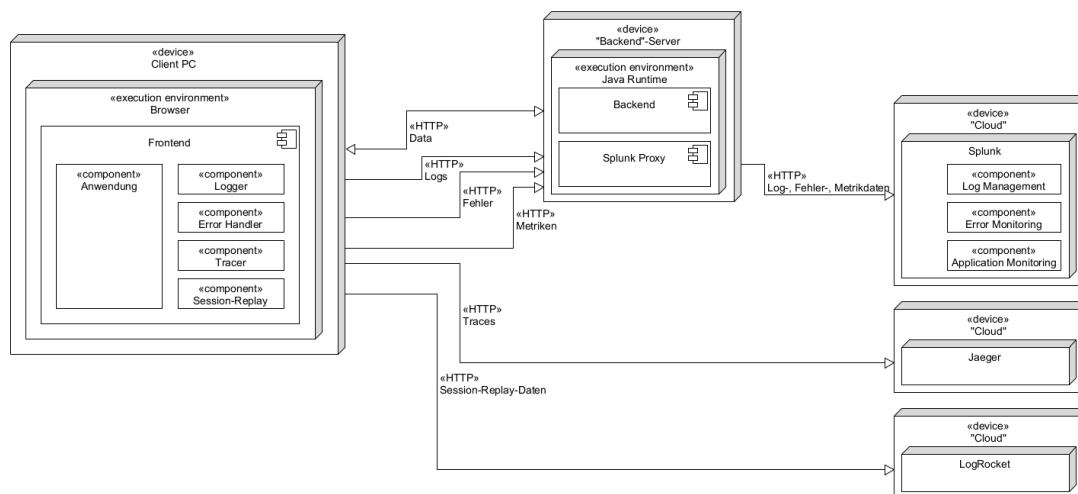 «device»
Client PC
«execution environment»
Browser
Frontend
«component»
Anwendung
«component»
Logger
«component»
Error Handler
«component»
Tracer
«component»
Session-Replay
«HTTP»
Data
«HTTP»
Logs
«HTTP»
Fehler
«HTTP»
Metriken
«HTTP»
Traces
«HTTP»
Session-Replay-Daten
«device»
"Backend"-Server
«execution environment»
Java Runtime
Backend
Splunk Proxy
«HTTP»
Log-, Fehler-, Metrikdaten
«device»
"Cloud"
Splunk
«component»
Log Management
«component»
Error Monitoring
«component»
Application Monitoring
«device»
"Cloud"
Jaeger
«device»
"Cloud"
LogRocket